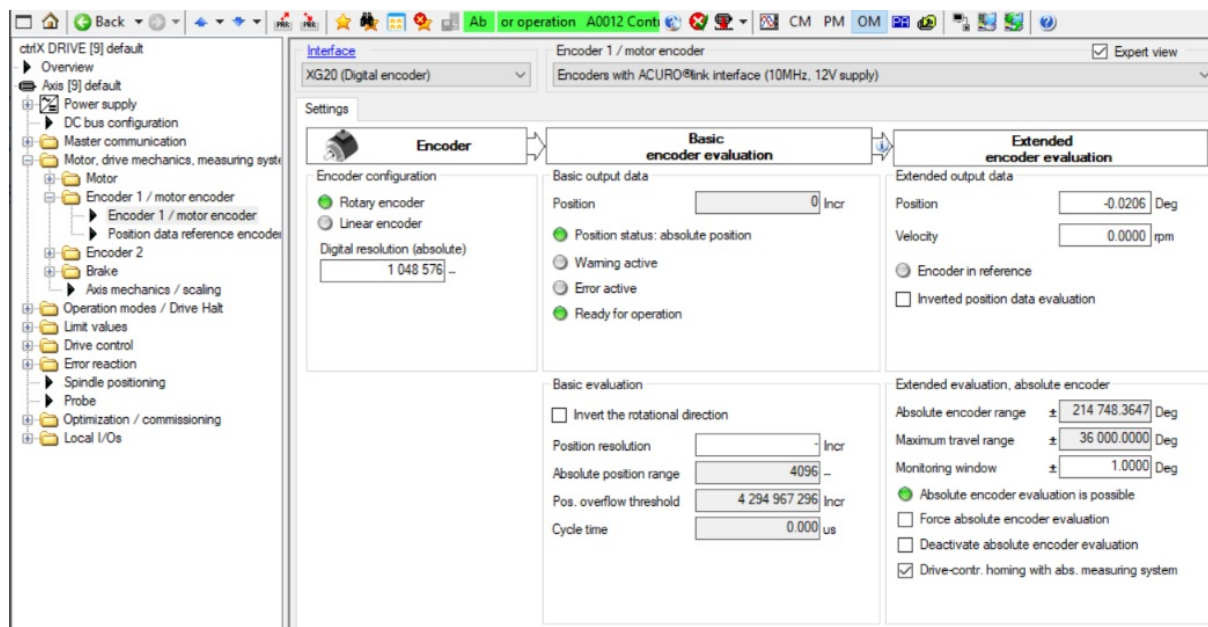 Back
PRR
PRR
Ab
or operation A0012 Conti
CM
PM
OM
ctrlX DRIVE [9] default
Overview
Axis [9] default
Power supply
DC bus configuration
Master communication
Motor, drive mechanics, measuring syste
Motor
Encoder 1 / motor encoder
Encoder 1 / motor encoder
Position data reference encoder
Encoder 2
Brake
Axis mechanics / scaling
Operation modes / Drive Halt
Limit values
Drive control
Error reaction
Spindle positioning
Probe
Optimization / commissioning
Local I/Os
Interface
Encoder 1 / motor encoder
Expert view
XG20 (Digital encoder)
Encoders with ACURO®link interface (10MHz, 12V supply)
Settings
Encoder
Basic
encoder evaluation
Extended
encoder evaluation
Encoder configuration
Rotary encoder
Linear encoder
Digital resolution (absolute)
1 048 576 --
Basic output data
Position 0 Incr
Position status: absolute position
Warning active
Error active
Ready for operation
Extended output data
Position -0.0206 Deg
Velocity 0.0000 rpm
Encoder in reference
Inverted position data evaluation
Basic evaluation
Invert the rotational direction
Position resolution - Incr
Absolute position range 4096 --
Pos. overflow threshold 4 294 967 296 Incr
Cycle time 0.000 us
Extended evaluation, absolute encoder
Absolute encoder range ± 214 748.3647 Deg
Maximum travel range ± 36 000.0000 Deg
Monitoring window ± 1.0000 Deg
Absolute encoder evaluation is possible
Force absolute encoder evaluation
Deactivate absolute encoder evaluation
Drive-contr. homing with abs. measuring system